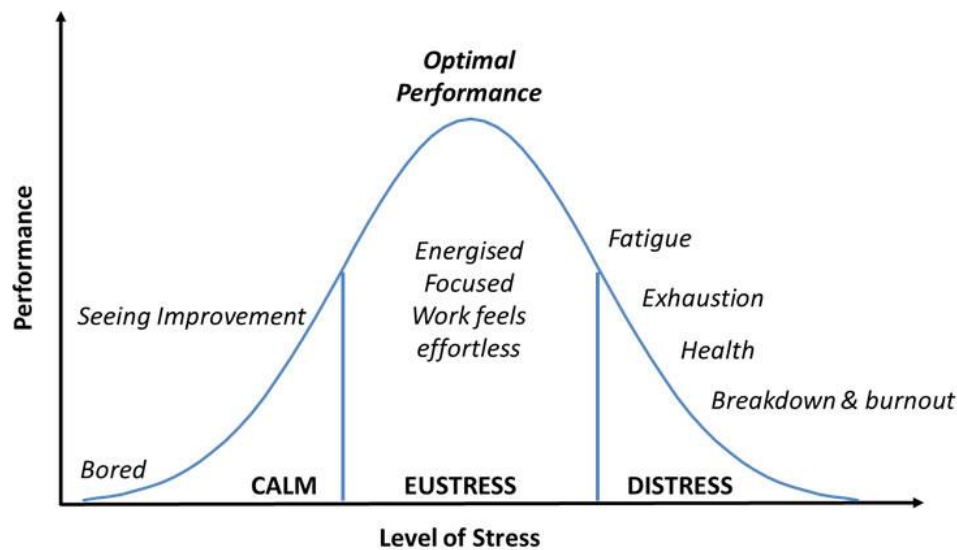 Optimal
Performance
Performance
Fatigue
Energised
Focused
Work feels
effortless
Exhaustion
Seeing Improvement
Health
Breakdown & burnout
Bored
CALM
EUSTRESS
DISTRESS
Level of Stress